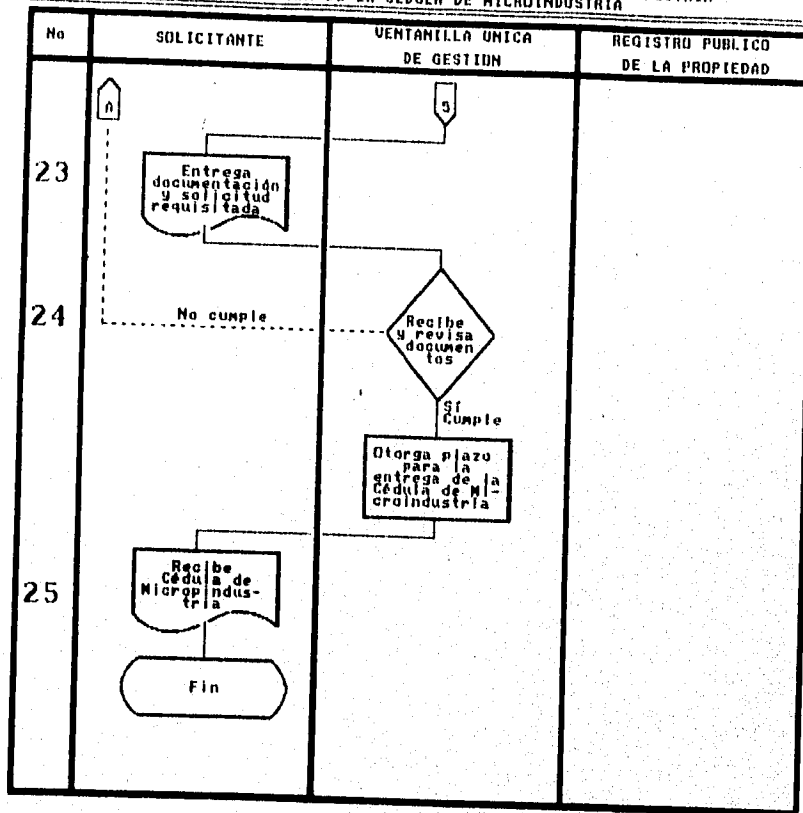 LA CEDULA DE MICROINDUSTRIA
No
SOLICITANTE
VENTANILLA UNICA
DE GESTION
REGISTRO PUBLICO
DE LA PROPIEDAD
A
5
23
Entrega
documentación
y solicitud
requisitada
24
No cumple
Recibe
y revisa
documen
tos
Sí
Cumple
Otorga plazo
para la
entrega de la
Cédula de Mi-
croindustria
25
Recibe
Cédula de
Micropindus-
tria
Fin